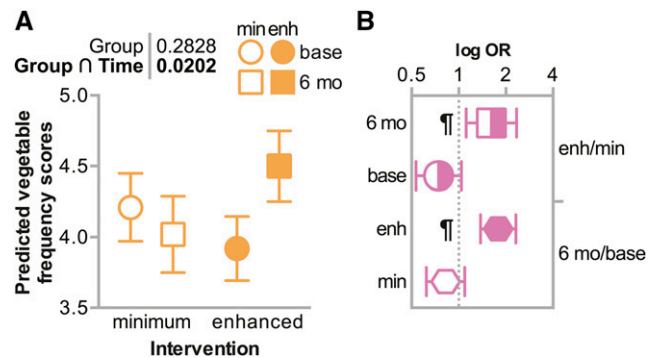 A
Group 0.2828
Group ∩ Time 0.0202
min enh
base
6 mo
Predicted vegetable
frequency scores
5.0
4.5
4.0
3.5
minimum enhanced
Intervention
B
log OR
0.5 1 2 4
6 mo ¶
base
enh ¶
min
enh/min
6 mo/base